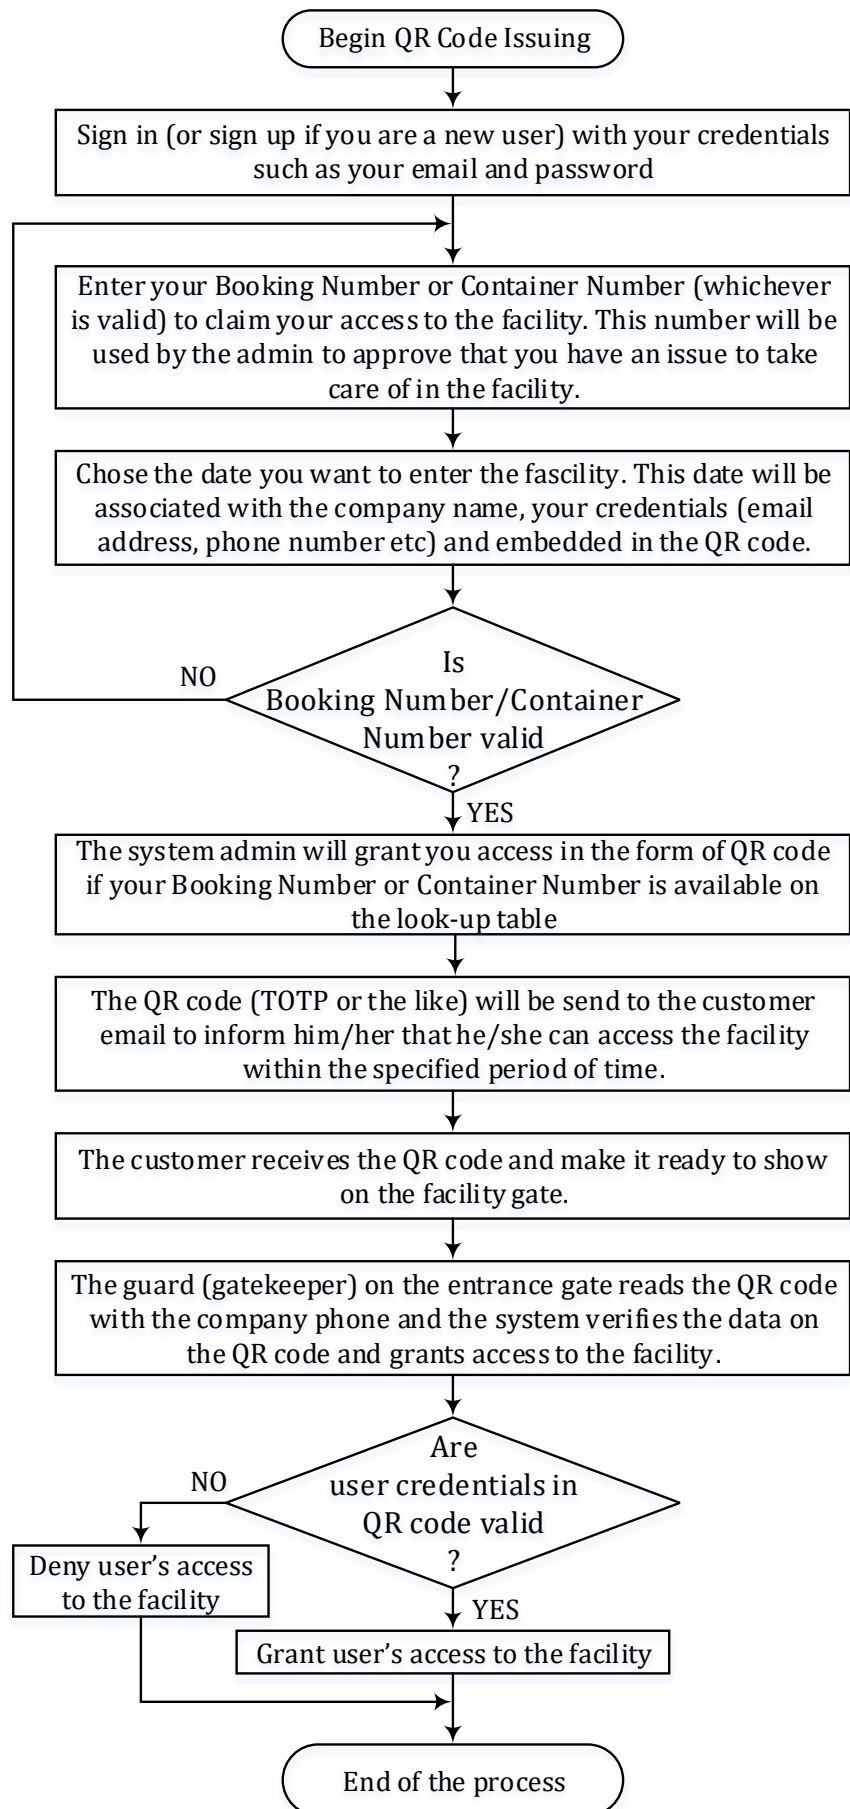 Begin QR Code Issuing
Sign in (or sign up if you are a new user) with your credentials
such as your email and password
Enter your Booking Number or Container Number (whichever
is valid) to claim your access to the facility. This number will be
used by the admin to approve that you have an issue to take
care of in the facility.
Chose the date you want to enter the fascility. This date will be
associated with the company name, your credentials (email
address, phone number etc) and embedded in the QR code.
NO
Is
Booking Number/Container
Number valid
?
YES
The system admin will grant you access in the form of QR code
if your Booking Number or Container Number is available on
the look-up table
The QR code (TOTP or the like) will be send to the customer
email to inform him/her that he/she can access the facility
within the specified period of time.
The customer receives the QR code and make it ready to show
on the facility gate.
The guard (gatekeeper) on the entrance gate reads the QR code
with the company phone and the system verifies the data on
the QR code and grants access to the facility.
NO
Are
user credentials in
QR code valid
?
Deny user's access
to the facility
YES
Grant user's access to the facility
End of the process